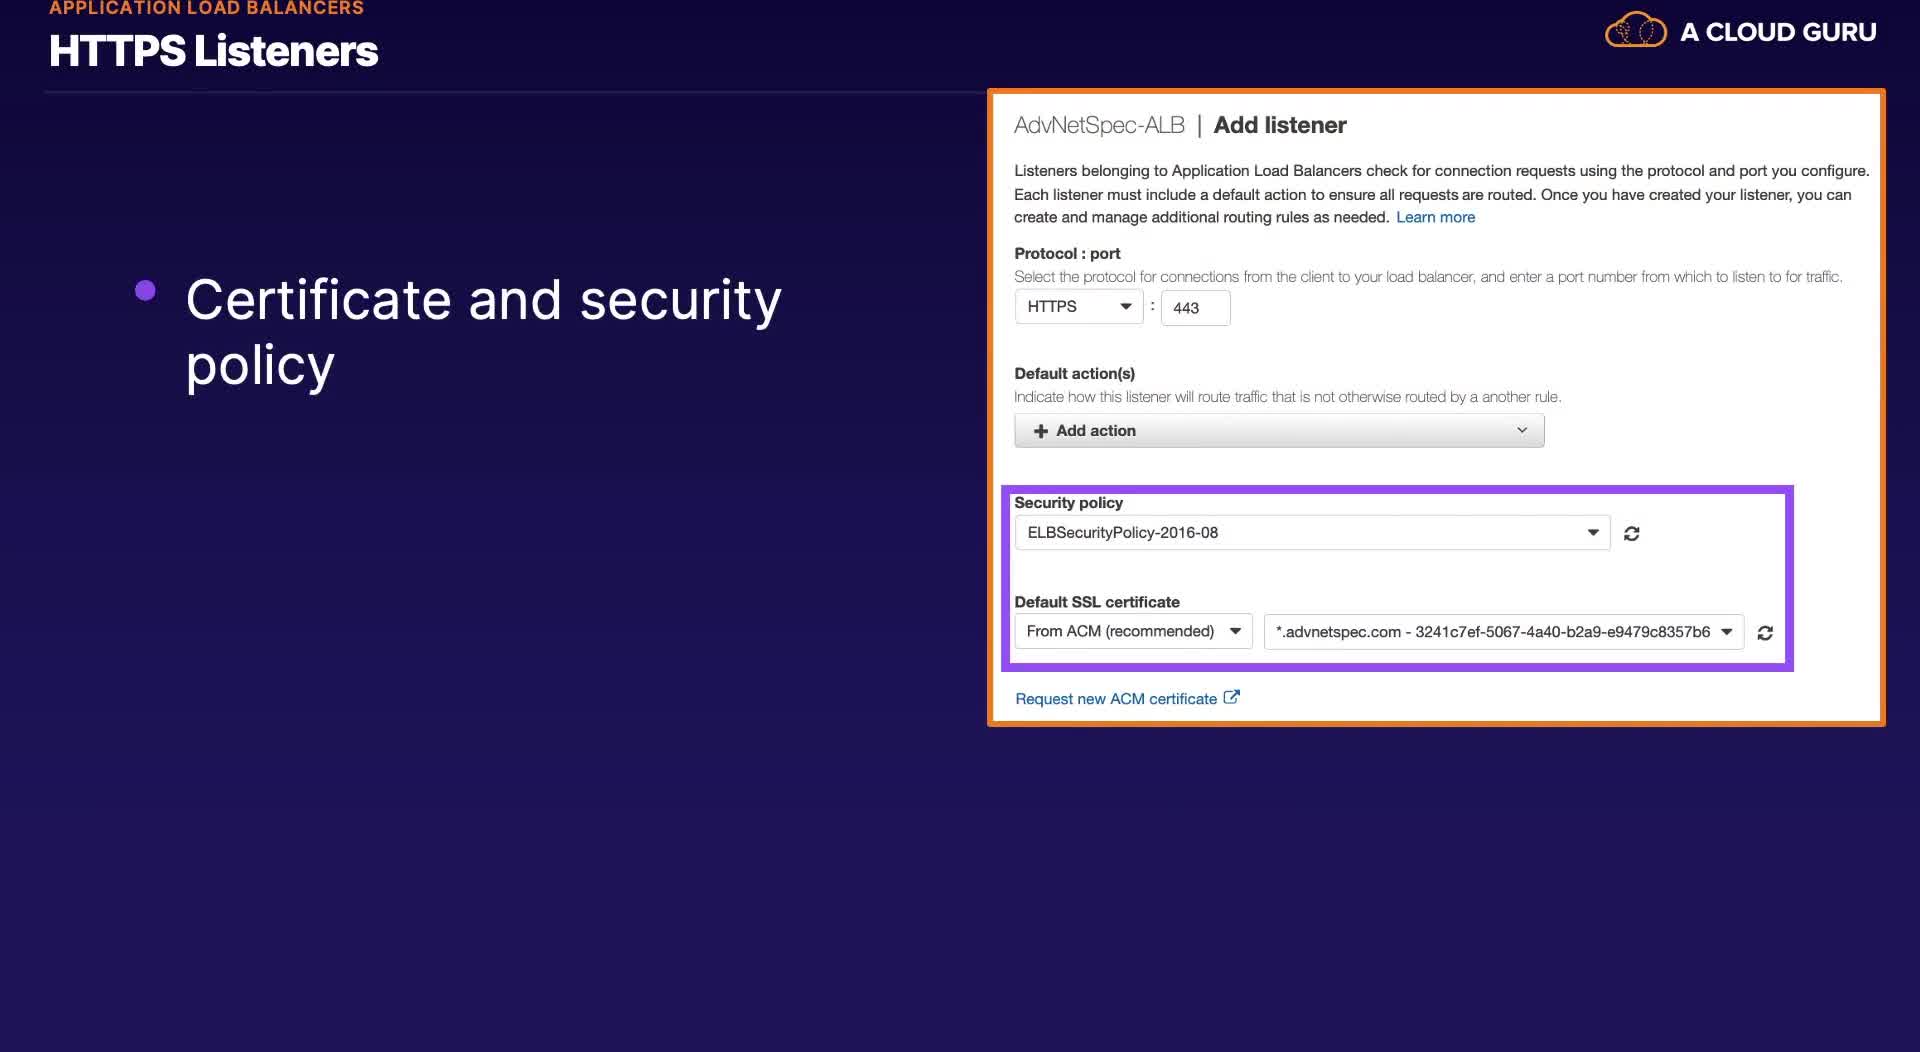 APPLICATION LOAD BALANCERS
HTTPS Listeners
A CLOUD GURU
Certificate and security
policy
AdvNetSpec-ALB | Add listener
Listeners belonging to Application Load Balancers check for connection requests using the protocol and port you configure.
Each listener must include a default action to ensure all requests are routed. Once you have created your listener, you can
create and manage additional routing rules as needed. Learn more
Protocol : port
Select the protocol for connections from the client to your load balancer, and enter a port number from which to listen to for traffic.
HTTPS : 443
Default action(s)
Indicate how this listener will route traffic that is not otherwise routed by a another rule.
+ Add action
Security policy
ELBSecurityPolicy-2016-08
Default SSL certificate
From ACM (recommended) *.advnetspec.com - 3241c7ef-5067-4a40-b2a9-e9479c8357b6
Request new ACM certificate